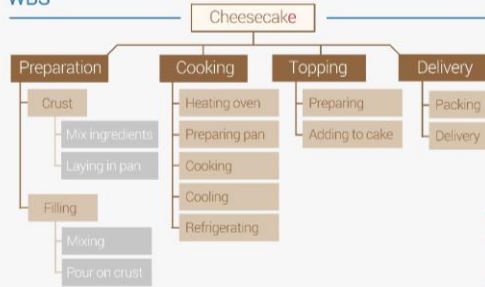 WBS
Cheesecake
Preparation
Crust
Mix ingredients
Laying in pan
Filling
Mixing
Pour on crust
Cooking
Heating oven
Preparing pan
Cooking
Cooling
Refrigerating
Topping
Preparing
Adding to cake
Delivery
Packing
Delivery